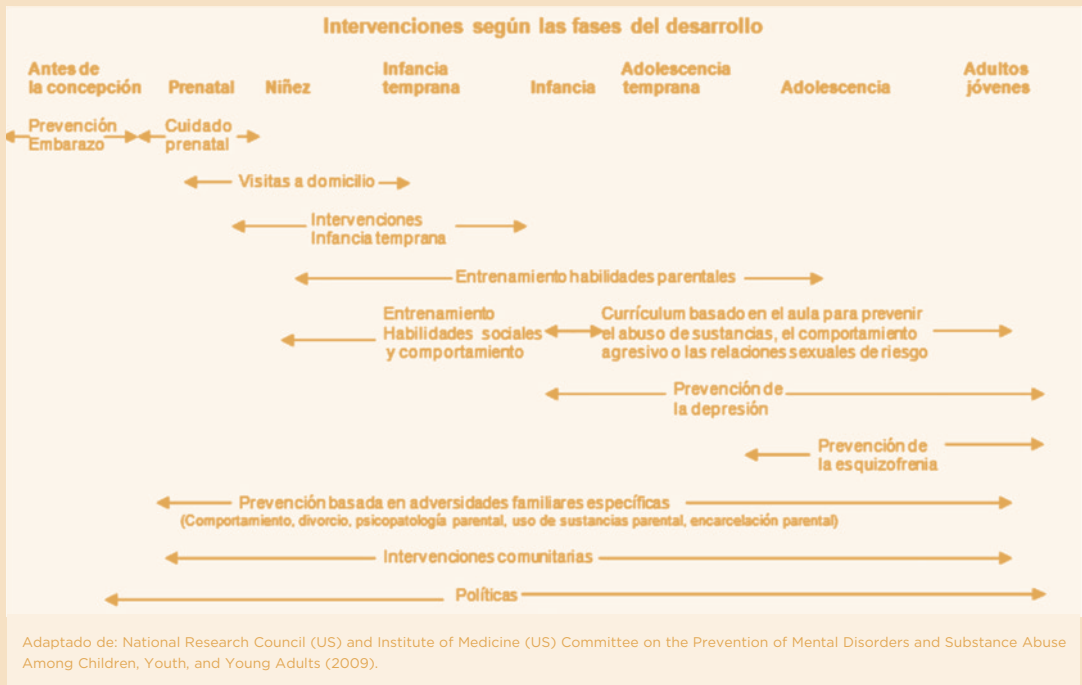 Intervenciones según las fases del desarrollo
Antes de
la concepción
Prenatal
Niñez
Infancia
temprana
Infancia
Adolescencia
temprana
Adolescencia
Adultos
jóvenes
Prevención
Embarazo
Cuidado
prenatal
Visitas a domicilio
Intervenciones
Infancia temprana
Entrenamiento habilidades parentales
Entrenamiento
Habilidades sociales
y comportamiento
Currículum basado en el aula para prevenir
el abuso de sustancias, el comportamiento
agresivo o las relaciones sexuales de riesgo
Prevención de
la depresión
Prevención de
la esquizofrenia
Prevención basada en adversidades familiares específicas
(Comportamiento, divorcio, psicopatología parental, uso de sustancias parental, encarcelación parental)
Intervenciones comunitarias
Políticas
Adaptado de: National Research Council (US) and Institute of Medicine (US) Committee on the Prevention of Mental Disorders and Substance Abuse
Among Children, Youth, and Young Adults (2009).